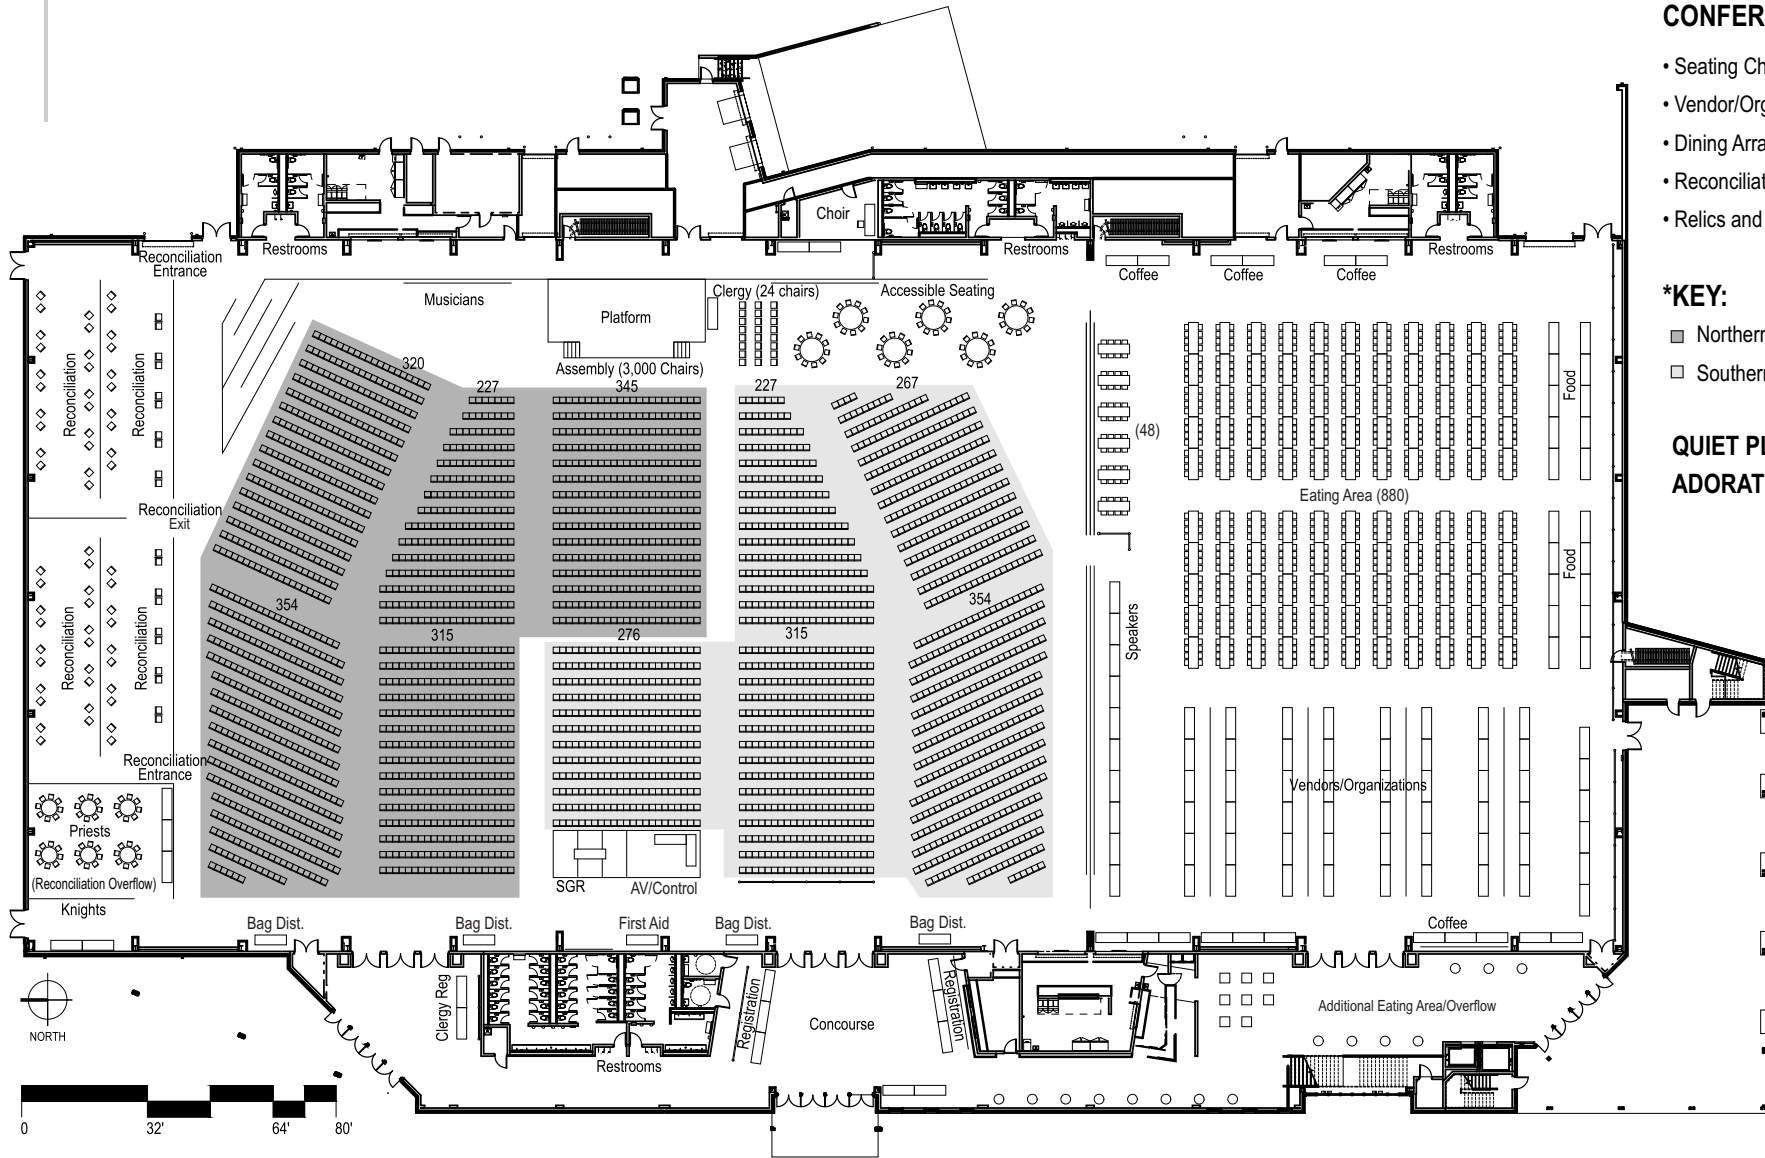 CONFER
• Seating Ch
• Vendor/Org
• Dining Arra
• Reconciliat
• Relics and
*KEY:
Northern
Southern
QUIET PL
ADORAT
Choir
Restrooms
Restrooms
Restrooms
Reconciliation
Entrance
Coffee
Coffee
Coffee
Musicians
Platform
Clergy (24 chairs)
Accessible Seating
Assembly (3,000 Chairs)
320
227
345
227
267
Reconciliation
Reconciliation
(48)
Food
Eating Area (880)
Reconciliation
Exit
Food
354
354
315
276
315
Speakers
Reconciliation
Reconciliation
Reconciliation
Entrance
Vendors/Organizations
Priests
(Reconciliation Overflow)
SGR
AV/Control
Knights
Bag Dist.
Bag Dist.
First Aid
Bag Dist.
Bag Dist.
Coffee
Clergy Reg
Registration
Concourse
Registration
Additional Eating Area/Overflow
NORTH
Restrooms
0
32'
64'
80'